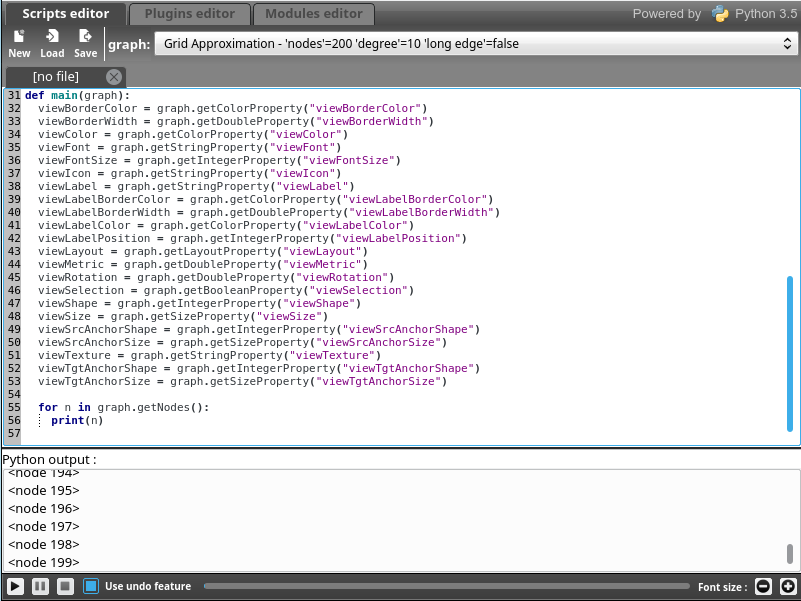 Scripts editor Plugins editor Modules editor Powered by Python 3.5
New Load Save graph: Grid Approximation - 'nodes'=200 'degree'=10 'long edge'=false
[no file]
31 def main(graph):
32   viewBorderColor = graph.getColorProperty("viewBorderColor")
33   viewBorderWidth = graph.getDoubleProperty("viewBorderWidth")
34   viewColor = graph.getColorProperty("viewColor")
35   viewFont = graph.getStringProperty("viewFont")
36   viewFontSize = graph.getIntegerProperty("viewFontSize")
37   viewIcon = graph.getStringProperty("viewIcon")
38   viewLabel = graph.getStringProperty("viewLabel")
39   viewLabelBorderColor = graph.getColorProperty("viewLabelBorderColor")
40   viewLabelBorderWidth = graph.getDoubleProperty("viewLabelBorderWidth")
41   viewLabelColor = graph.getColorProperty("viewLabelColor")
42   viewLabelPosition = graph.getIntegerProperty("viewLabelPosition")
43   viewLayout = graph.getLayoutProperty("viewLayout")
44   viewMetric = graph.getDoubleProperty("viewMetric")
45   viewRotation = graph.getDoubleProperty("viewRotation")
46   viewSelection = graph.getBooleanProperty("viewSelection")
47   viewShape = graph.getIntegerProperty("viewShape")
48   viewSize = graph.getSizeProperty("viewSize")
49   viewSrcAnchorShape = graph.getIntegerProperty("viewSrcAnchorShape")
50   viewSrcAnchorSize = graph.getSizeProperty("viewSrcAnchorSize")
51   viewTexture = graph.getStringProperty("viewTexture")
52   viewTgtAnchorShape = graph.getIntegerProperty("viewTgtAnchorShape")
53   viewTgtAnchorSize = graph.getSizeProperty("viewTgtAnchorSize")
54
55   for n in graph.getNodes():
56     print(n)
57
Python output :
<node 194>
<node 195>
<node 196>
<node 197>
<node 198>
<node 199>
Use undo feature Font size :